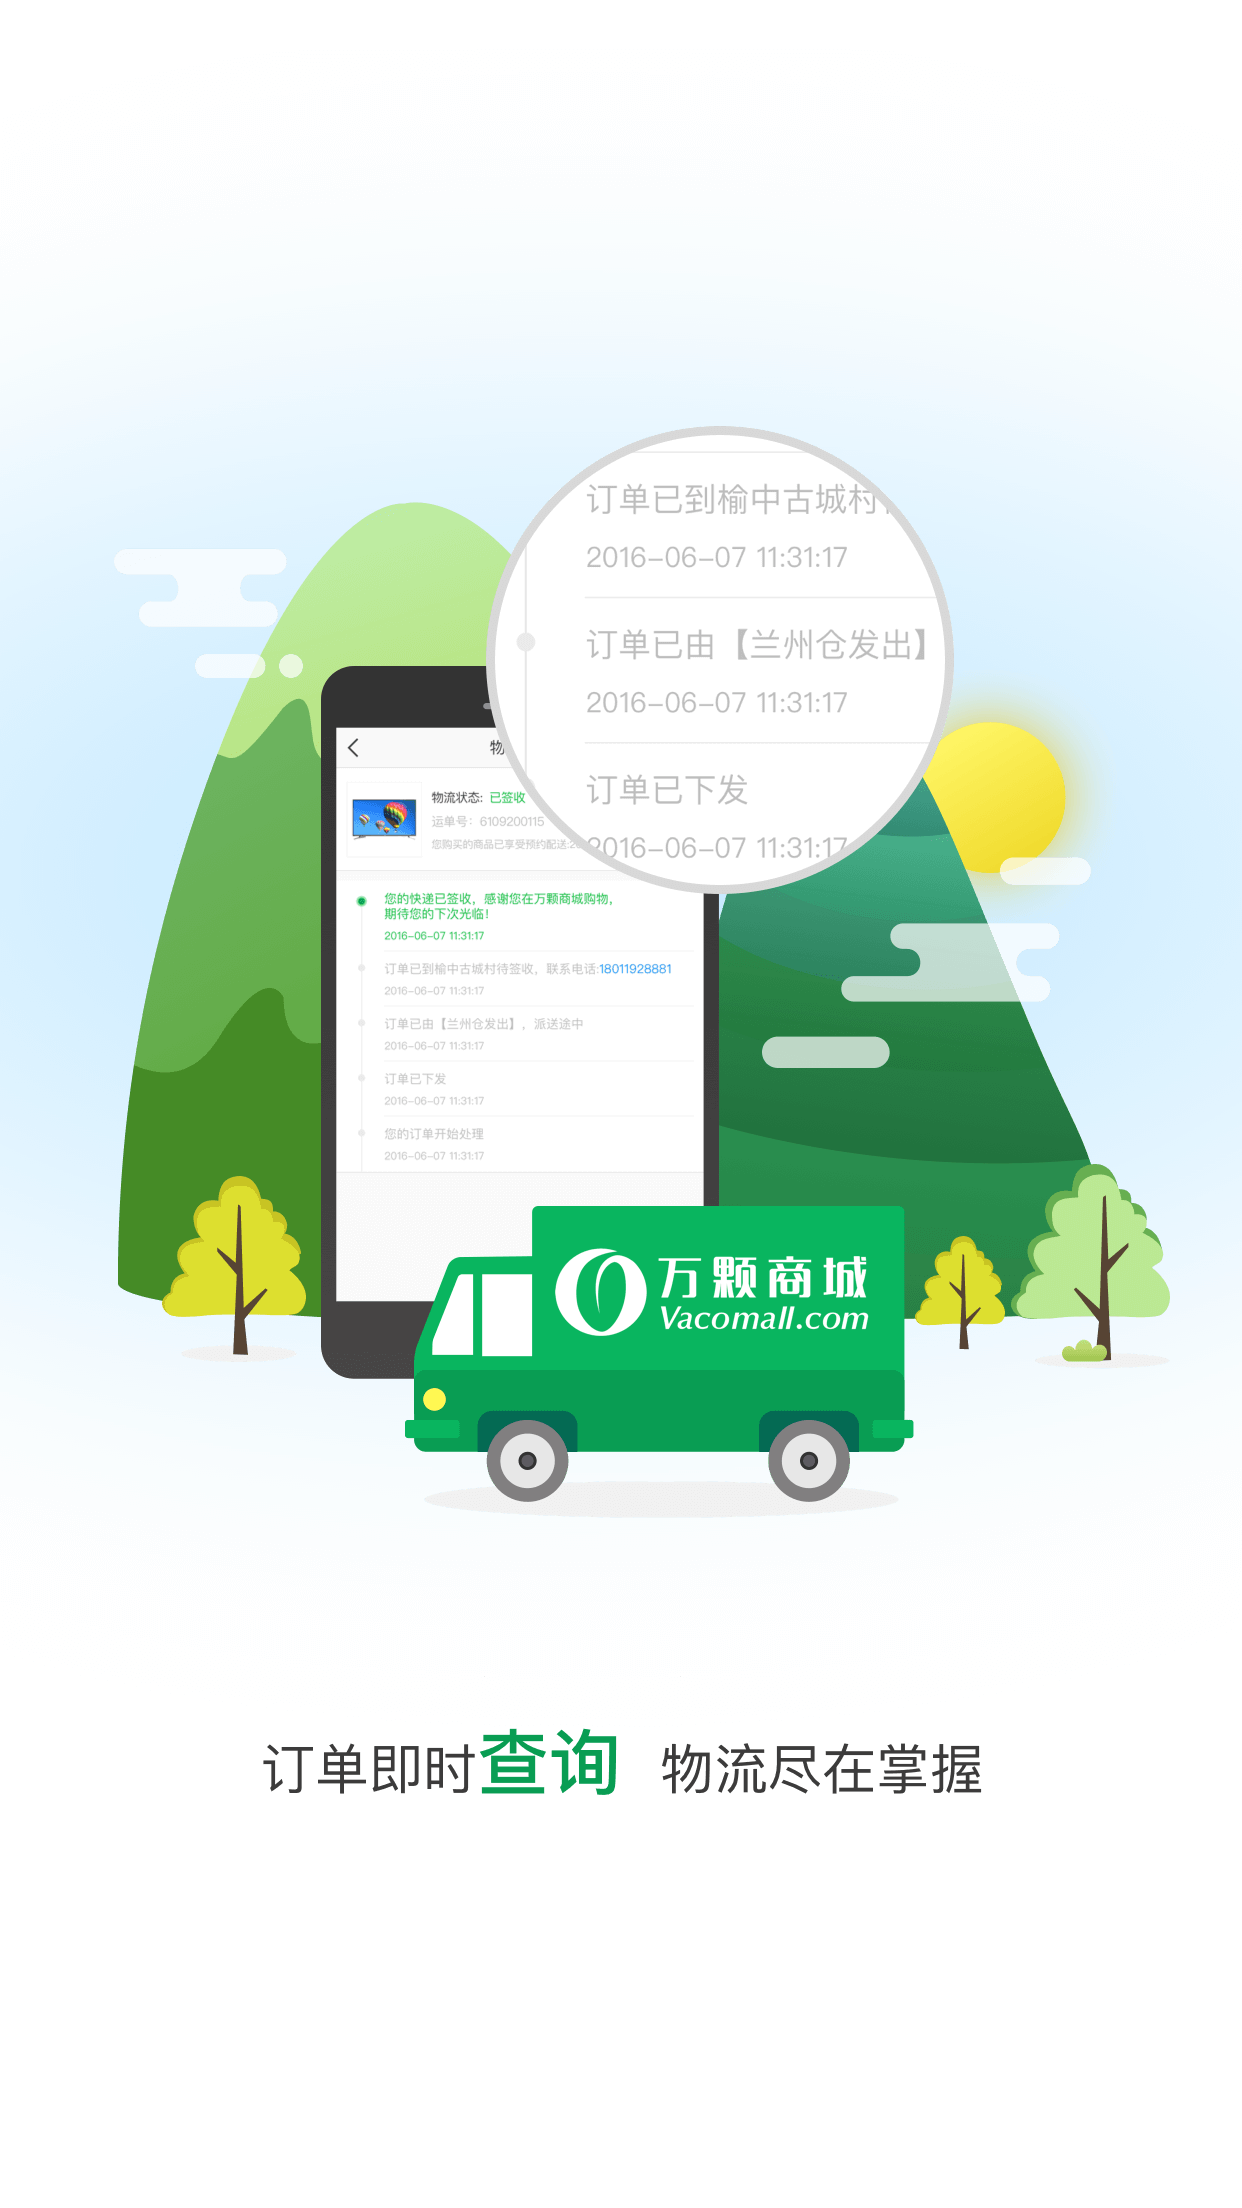 订单已到榆中古城村
2016-06-07 11:31:17
订单已由【兰州仓发出】
2016-06-07 11:31:17
订单已下发
2016-06-07 11:31:17
物
物流状态: 已签收
运单号: 6109200115
您购买的商品已享受预约配送:2
您的快递已签收，感谢您在万颗商城购物，
期待您的下次光临！
2016-06-07 11:31:17
订单已到榆中古城村待签收，联系电话:18011928881
2016-06-07 11:31:17
订单已由【兰州仓发出】，派送途中
2016-06-07 11:31:17
订单已下发
2016-06-07 11:31:17
您的订单开始处理
2016-06-07 11:31:17
万颗商城
Vacomall.com
订单即时查询 物流尽在掌握